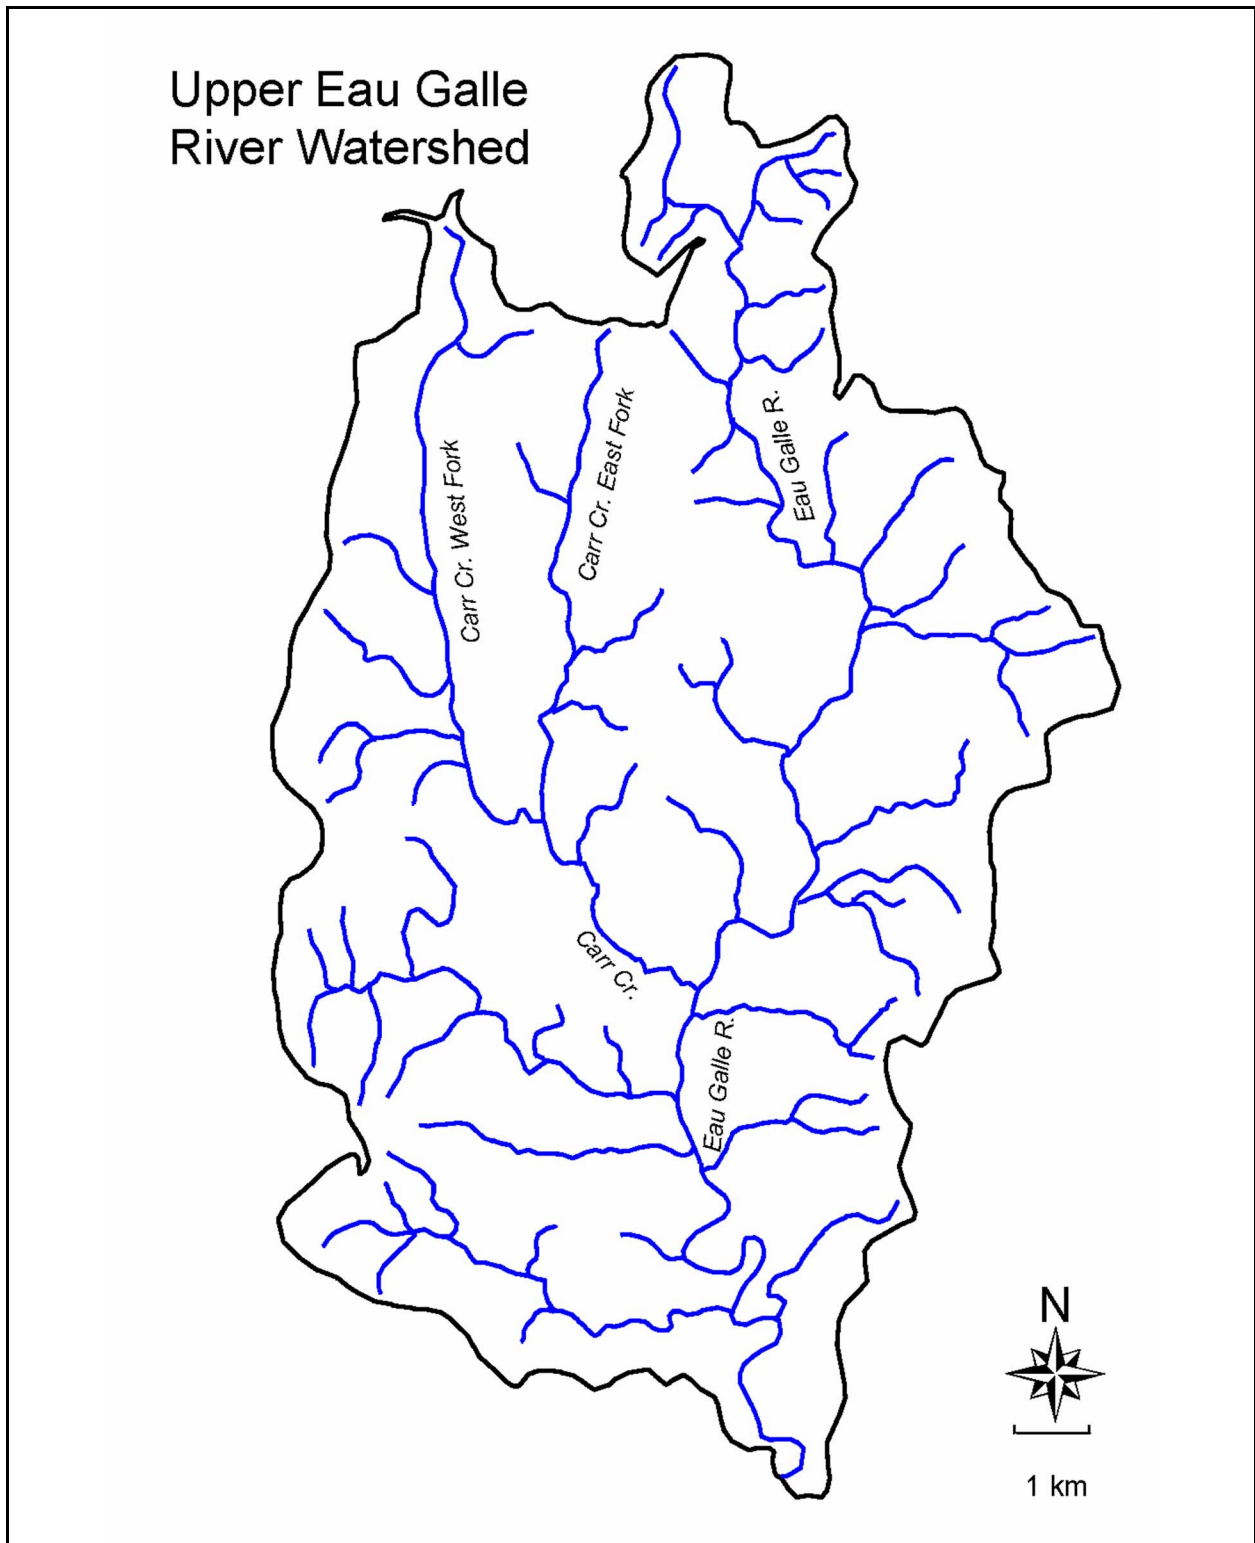 Upper Eau Galle
River Watershed
Eau Galle R.
Carr Cr. East Fork
Carr Cr. West Fork
Carr Cr.
Eau Galle R.
N
1 km